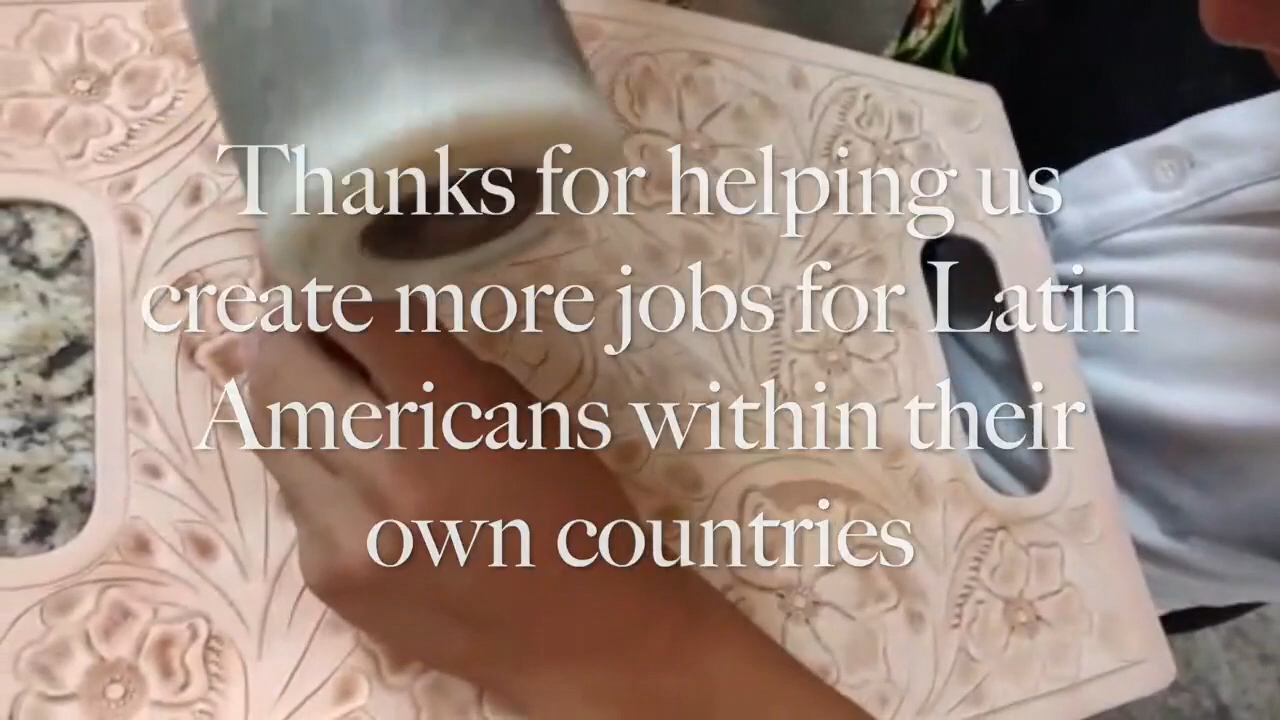 Thanks for helping us
create more jobs for Latin
Americans within their
own countries